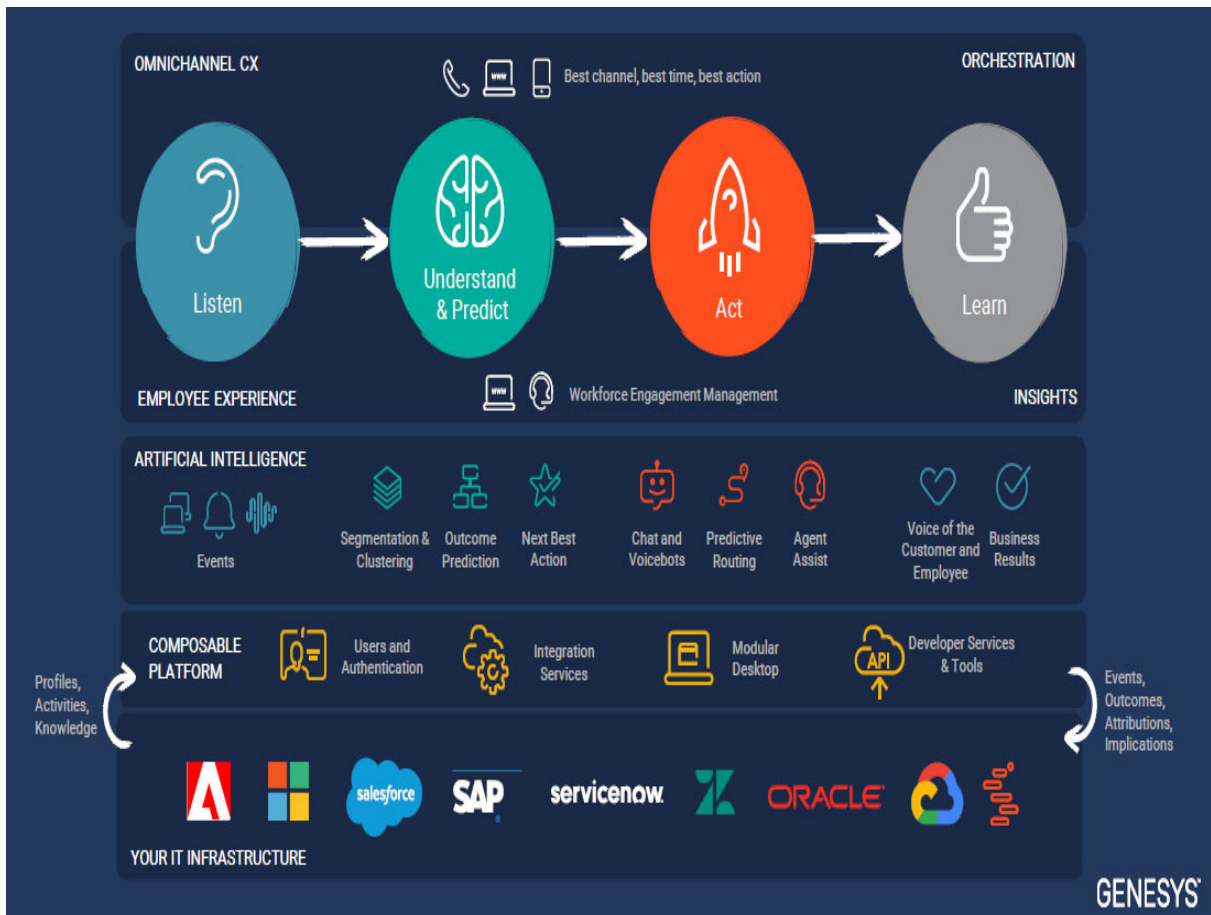 OMNICHANNEL CX
www
Best channel, best time, best action
ORCHESTRATION
Listen
Understand
& Predict
Act
Learn
EMPLOYEE EXPERIENCE
www
Workforce Engagement Management
INSIGHTS
ARTIFICIAL INTELLIGENCE
Events
Segmentation &
Clustering
Outcome
Prediction
Next Best
Action
Chat and
Voicebots
Predictive
Routing
Agent
Assist
Voice of the
Customer and
Employee
Business
Results
COMPOSABLE
PLATFORM
Users and
Authentication
Integration
Services
Modular
Desktop
API
Developer Services
& Tools
Profiles,
Activities,
Knowledge
Events,
Outcomes,
Attributions,
Implications
salesforce
SAP
servicenow
ORACLE
YOUR IT INFRASTRUCTURE
GENESYS™